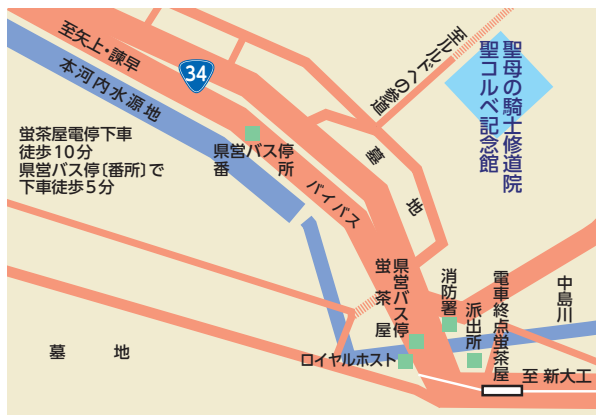 至矢上・諫早
34
本河内水源地
至ルルドへの参道
聖母の騎士修道院
聖コルベ記念館
蛍茶屋電停下車
徒歩10分
県営バス停〔番所〕で
下車徒歩5分
県営バス停
番所
バイパス
墓地
県営バス停
蛍茶屋
消防署
派出所
電車終点蛍茶屋
中島川
墓地
ロイヤルホスト
至 新大工